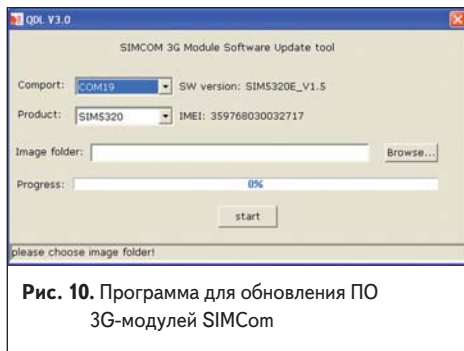 QDL V3.0
SIMCOM 3G Module Software Update tool
Comport: COM19 SW version: SIM5320E_V1.5
Product: SIM5320 IMEI: 359768030032717
Image folder: Browse...
Progress: 0%
start
please choose image folder!
Рис. 10. Программа для обновления ПО
3G-модулей SIMCom